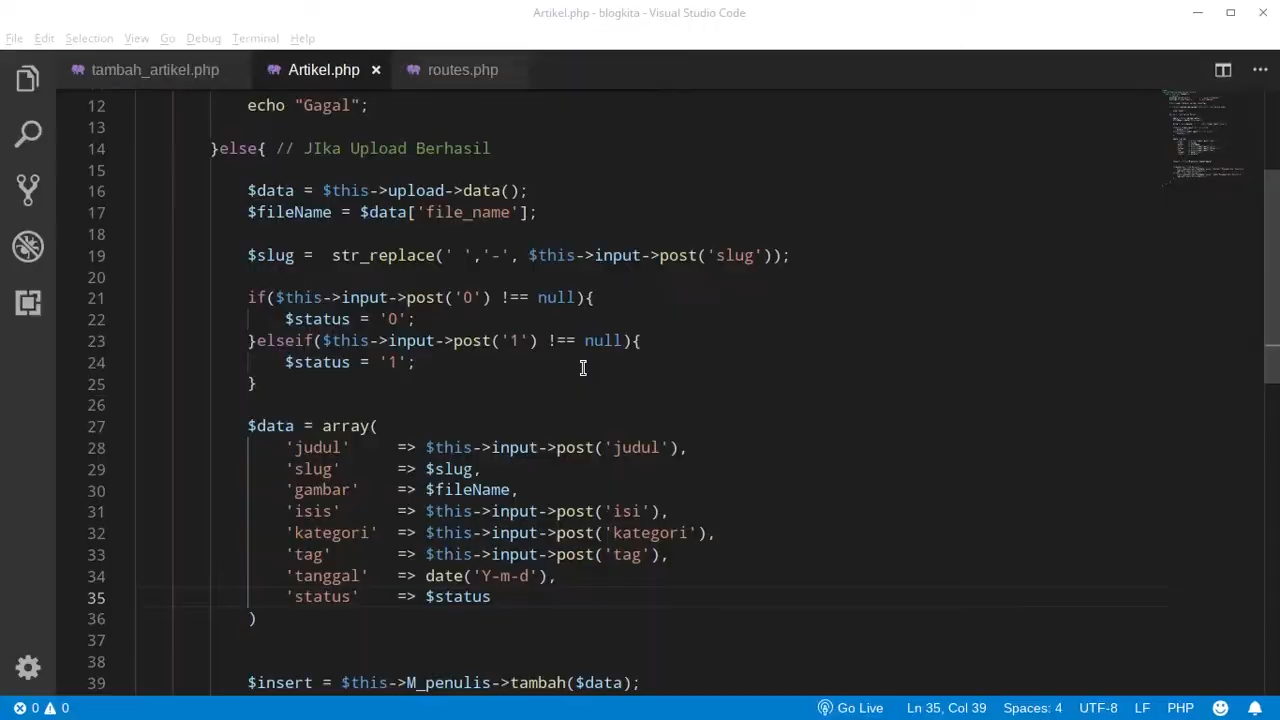 Artikel.php - blogkita - Visual Studio Code
File Edit Selection View Go Debug Terminal Help
tambah_artikel.php Artikel.php routes.php
12 echo "Gagal";
13
14 }else{ // JIka Upload Berhasil
15
16 $data = $this->upload->data();
17 $fileName = $data['file_name'];
18
19 $slug =  str_replace(' ','-', $this->input->post('slug'));
20
21 if($this->input->post('0') !== null){
22 $status = '0';
23 }elseif($this->input->post('1') !== null){
24 $status = '1';
25 }
26
27 $data = array(
28 'judul' => $this->input->post('judul'),
29 'slug' => $slug,
30 'gambar' => $fileName,
31 'isis' => $this->input->post('isi'),
32 'kategori' => $this->input->post('kategori'),
33 'tag' => $this->input->post('tag'),
34 'tanggal' => date('Y-m-d'),
35 'status' => $status
36 )
37
38
39 $insert = $this->M_penulis->tambah($data);
0 0 Go Live Ln 35, Col 39 Spaces: 4 UTF-8 LF PHP